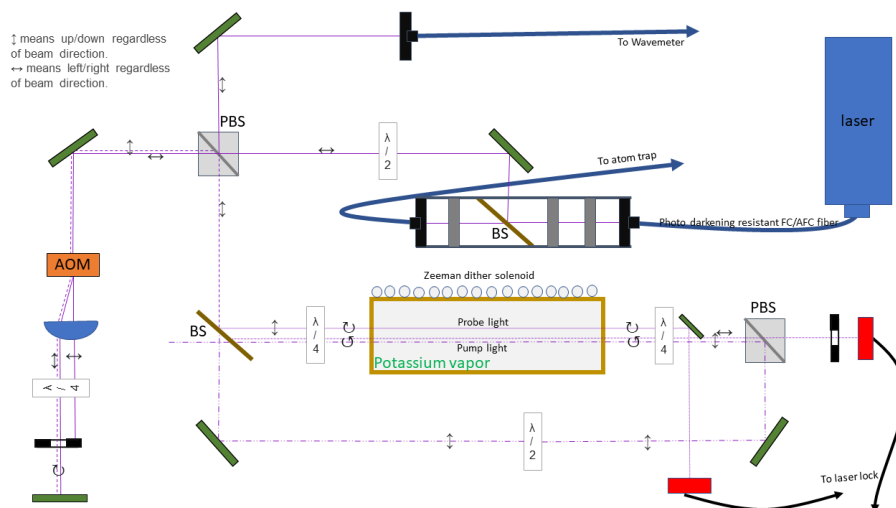 ↕ means up/down regardless
of beam direction.
↔ means left/right regardless
of beam direction.
To Wavemeter
PBS
laser
λ
/
2
To atom trap
Photo darkening resistant FC/AFC fiber
BS
AOM
Zeeman dither solenoid
PBS
BS
λ
/
4
Probe light
Pump light
Potassium vapor
λ
/
4
λ
/
4
λ
/
2
To laser lock